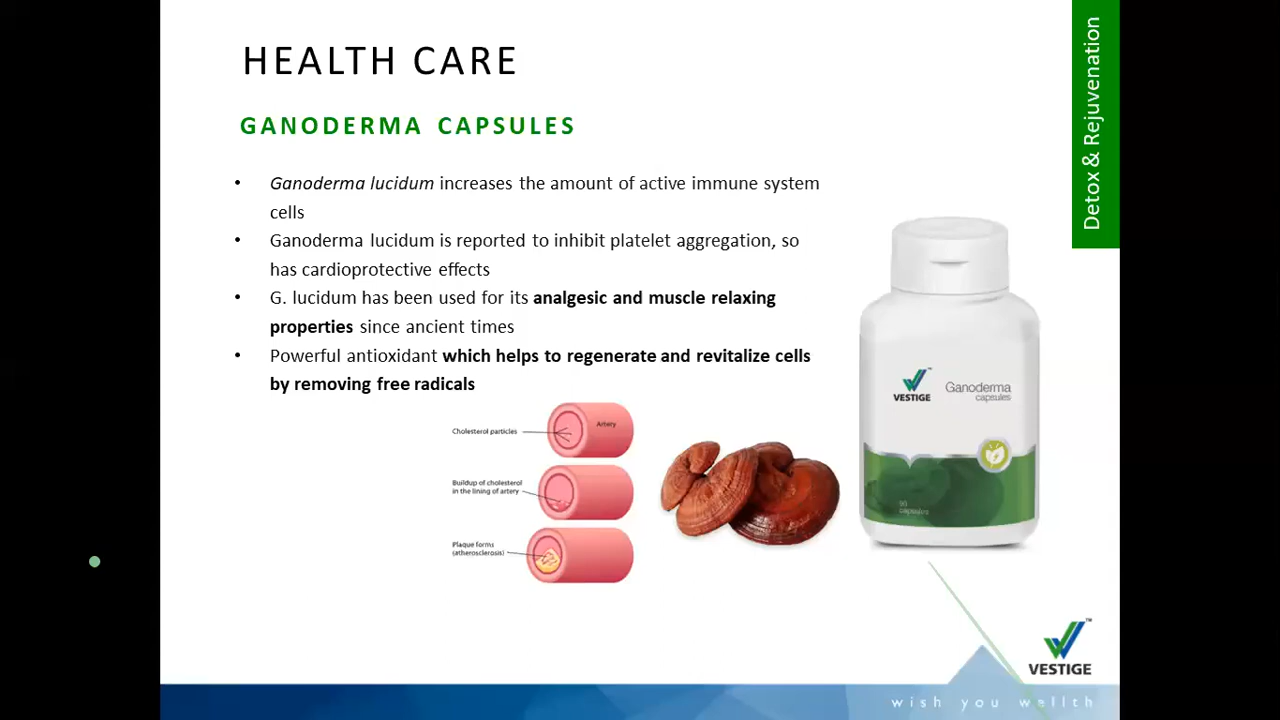 HEALTH CARE
Detox & Rejuvenation
GANODERMA CAPSULES
• Ganoderma lucidum increases the amount of active immune system
cells
• Ganoderma lucidum is reported to inhibit platelet aggregation, so
has cardioprotective effects
• G. lucidum has been used for its analgesic and muscle relaxing
properties since ancient times
• Powerful antioxidant which helps to regenerate and revitalize cells
by removing free radicals
Cholesterol particles
Artery
Buildup of cholesterol
in the lining of artery
Plaque forms
(atherosclerosis)
VESTIGE
Ganoderma
capsules
90
capsules
VESTIGE
wish you wellth